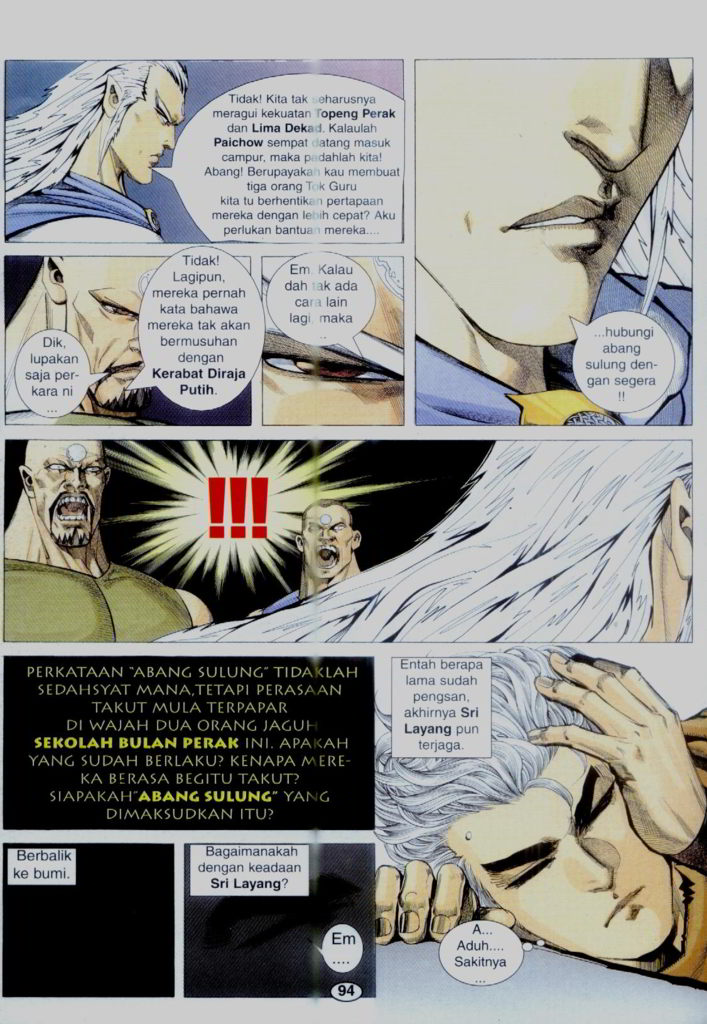 Tidak! Kita tak seharusnya
meragui kekuatan Topeng Perak
dan Lima Dekad. Kalaulah
Paichow sempat datang masuk
campur, maka padahlah kita!
Abang! Berupayakah membuat
tiga orang Tok Guru
kita tu berhentikan pertapaan
mereka dengan lebih cepat? Aku
perlukan bantuan mereka....
Dik,
lupakan
saja per-
kara ni
...
Tidak!
Lagipun,
mereka pernah
kata bahawa
mereka tak akan
bermusuhan
dengan
Kerabat Diraja
Putih.
Em. Kalau
dah tak ada
cara lain
lagi, maka
..
...hubungi
abang
sulung den-
gan segera
!!
!!!
PERKATAAN "ABANG SULUNG" TIDAKLAH
SEDAHSYAT MANA,TETAPI PERASAAN
TAKUT MULA TERPAPAR
DI WAJAH DUA ORANG JAGUH
SEKOLAH BULAN PERAK INI. APAKAH
YANG SUDAH BERLAKU? KENAPA MERE-
KA BERASA BEGITU TAKUT?
SIAPAKAH"ABANG SULUNG" YANG
DIMAKSUDKAN ITU?
Entah berapa
lama sudah
pengsan,
akhirnya Sri
Layang pun
terjaga.
Berbalik
ke bumi.
Bagaimanakah
dengan keadaan
Sri Layang?
Em
....
A...
Aduh....
Sakitnya
...
94